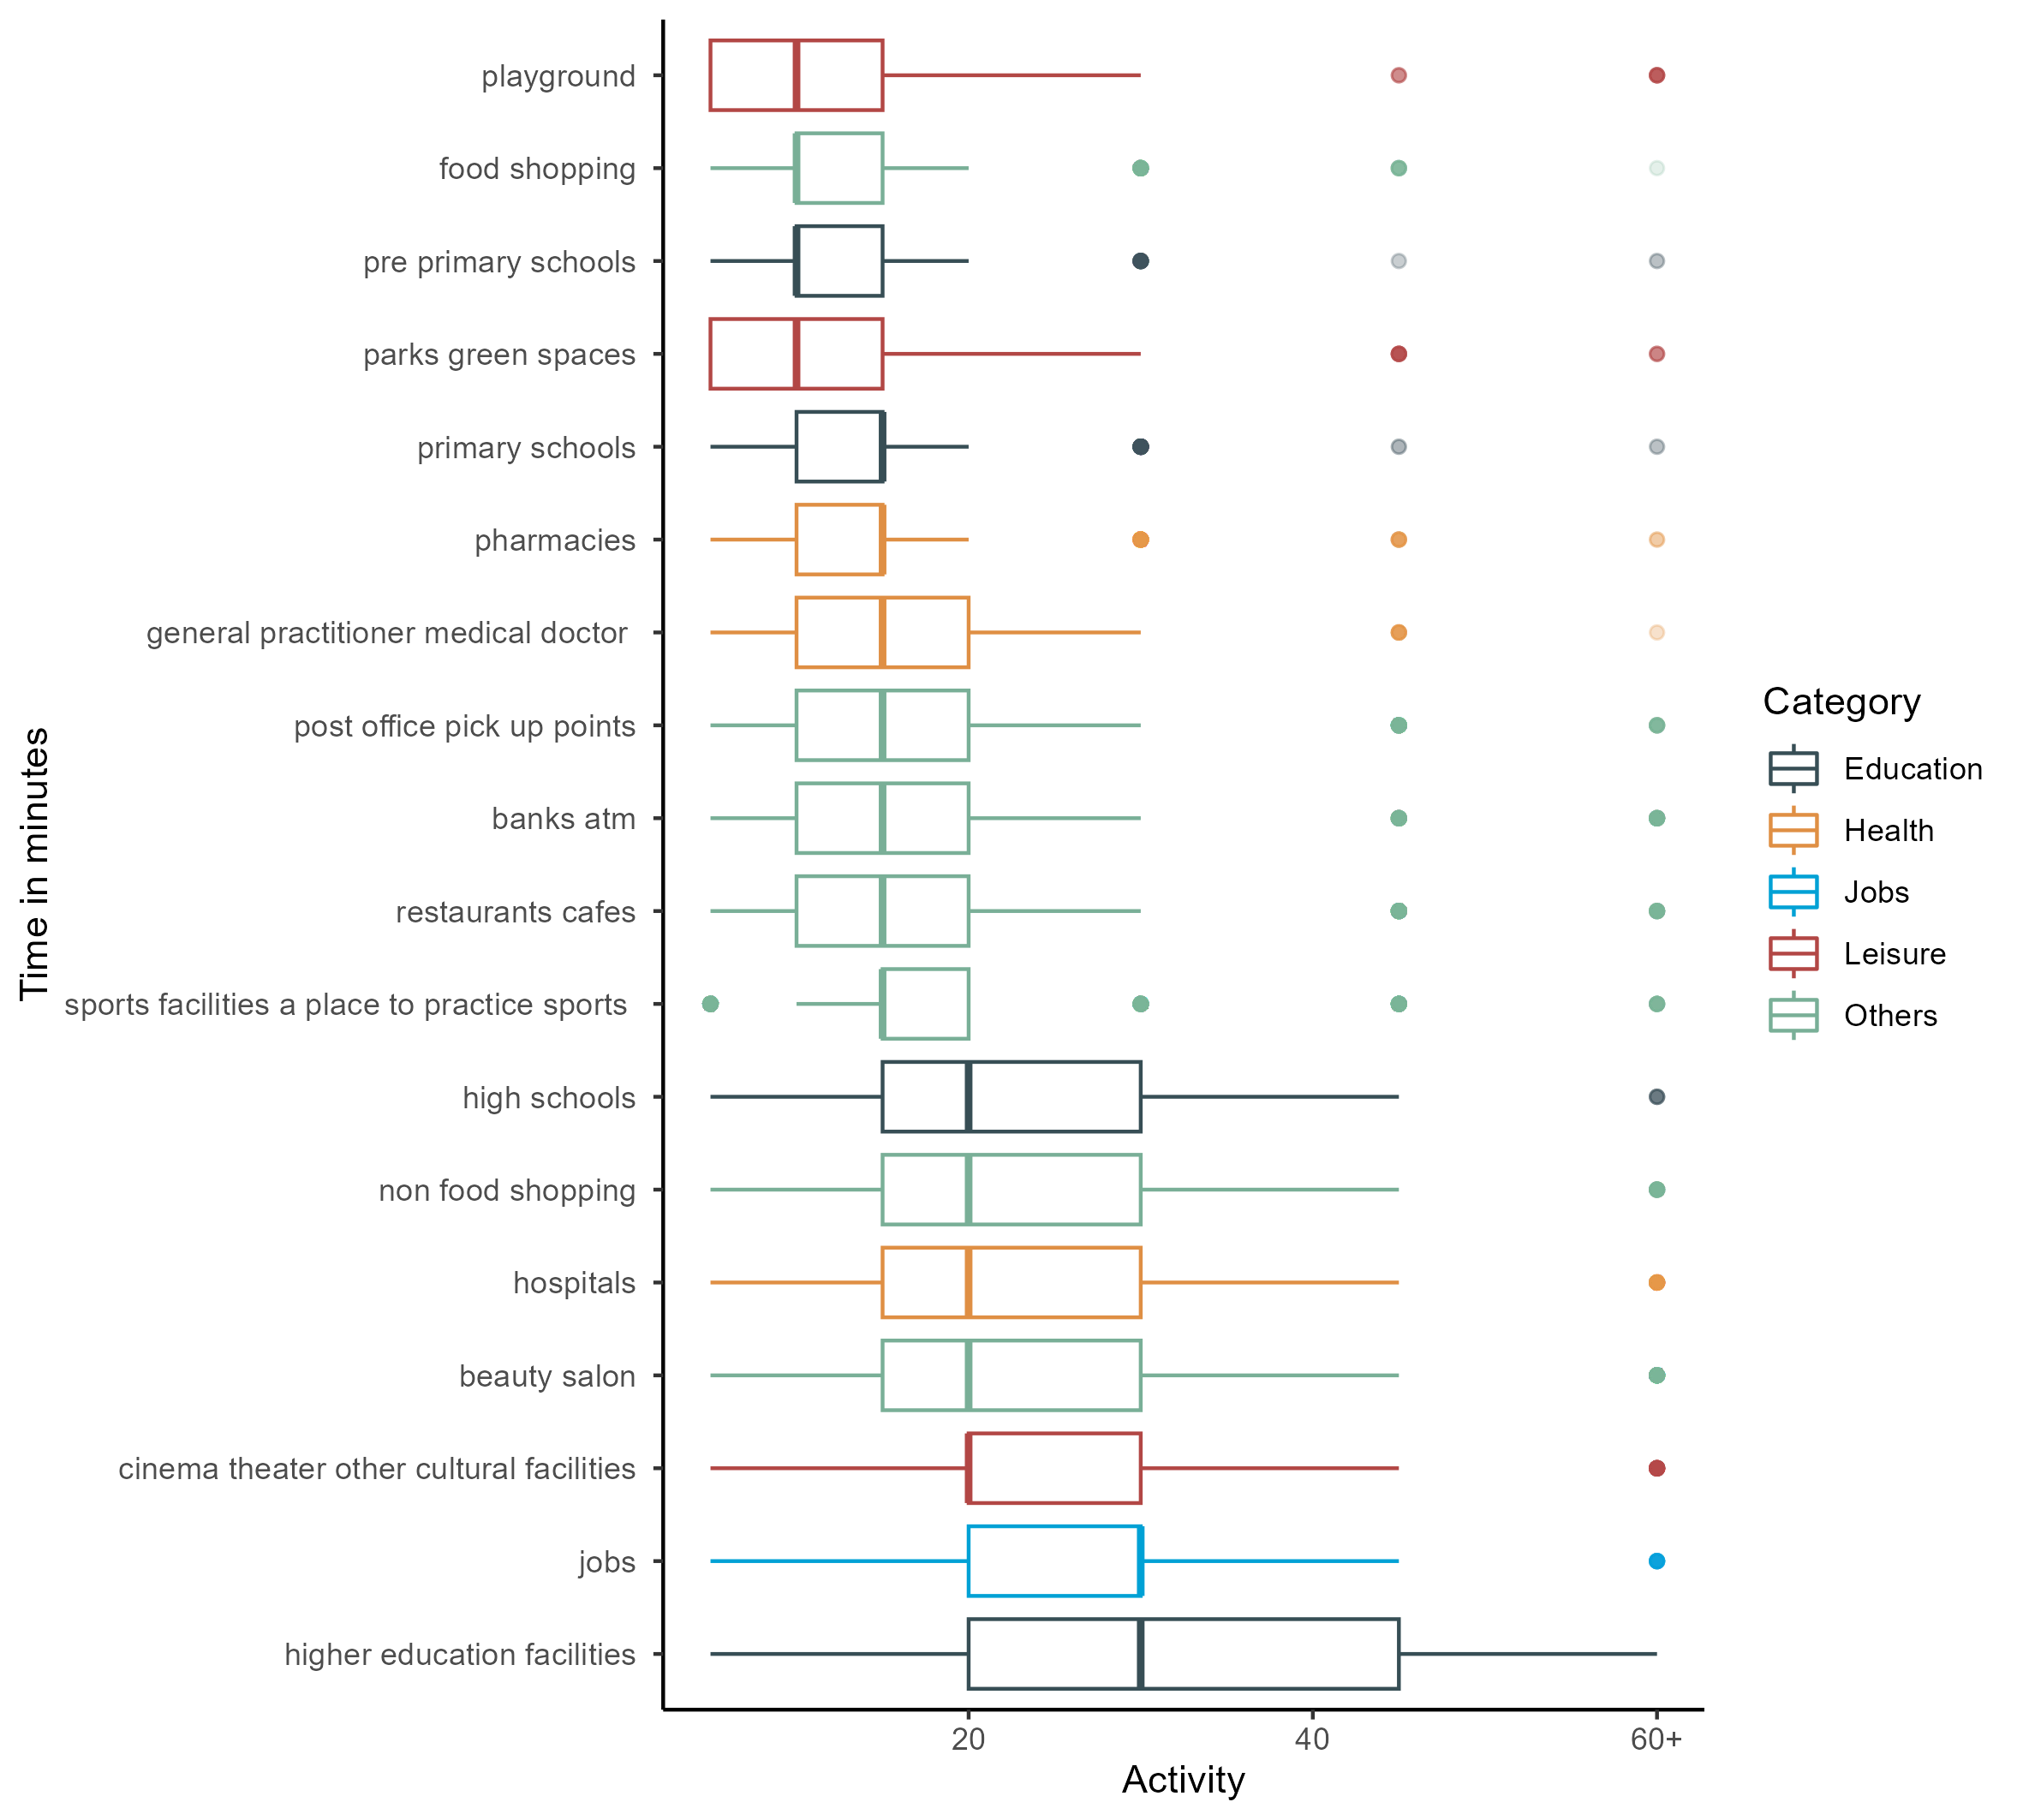 playground
food shopping
pre primary schools
parks green spaces
primary schools
pharmacies
general practitioner medical doctor
post office pick up points
banks atm
restaurants cafes
sports facilities a place to practice sports
high schools
non food shopping
hospitals
beauty salon
cinema theater other cultural facilities
jobs
higher education facilities
Time in minutes
20
40
60+
Activity
Category
Education
Health
Jobs
Leisure
Others